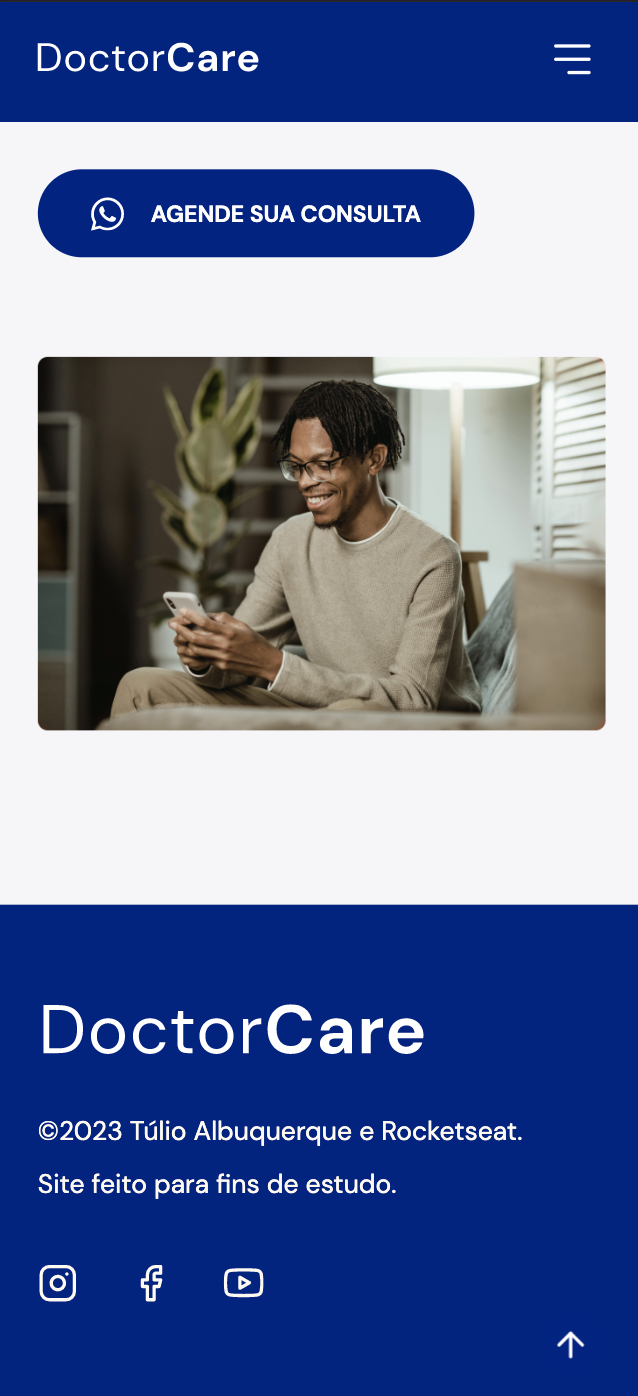 DoctorCare
AGENDE SUA CONSULTA
DoctorCare
©2023 Túlio Albuquerque e Rocketseat.
Site feito para fins de estudo.